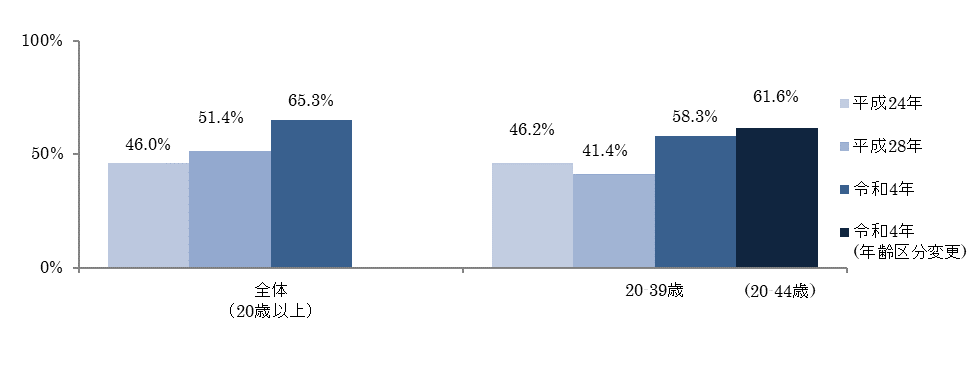 100%
50%
0%
46.0%
51.4%
65.3%
46.2%
41.4%
58.3%
61.6%
全体
（20歳以上）
20-39歳
(20-44歳)
平成24年
平成28年
令和4年
令和4年
(年齢区分変更)